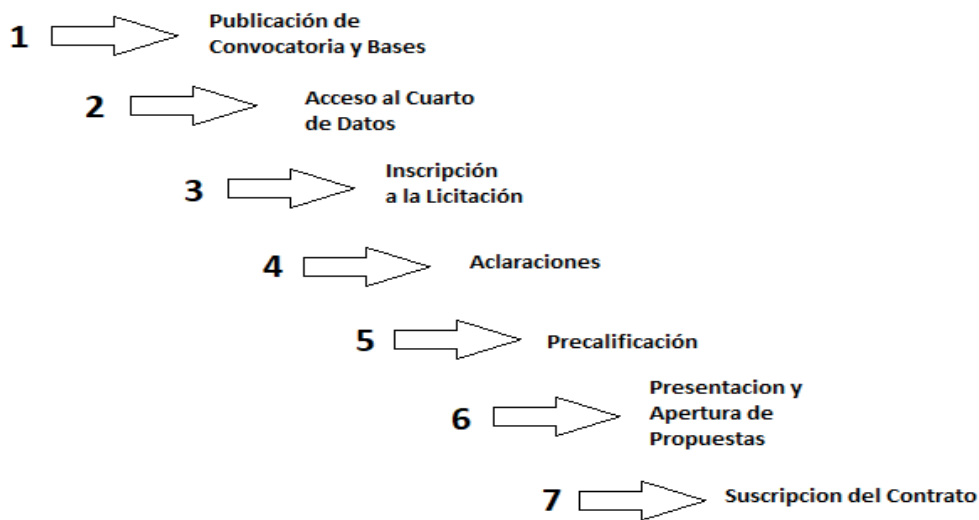 1
Publicación de
Convocatoria y Bases
2
Acceso al Cuarto
de Datos
3
Inscripción
a la Licitación
4
Aclaraciones
5
Precalificación
6
Presentacion y
Apertura de
Propuestas
7
Suscripcion del Contrato